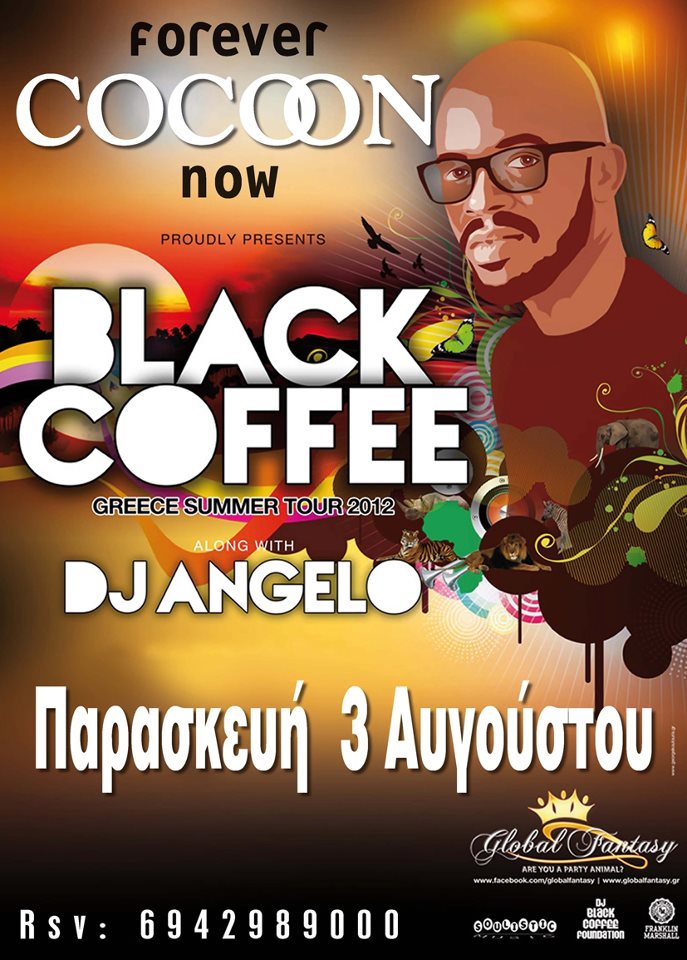 forever
COCOON
now
PROUDLY PRESENTS
BLACK
COFFEE
GREECE SUMMER TOUR 2012
ALONG WITH
DJ ANGELO
Παρασκευή 3 Αυγούστου
Global Fantasy
ARE YOU A PARTY ANIMAL?
www.facebook.com/globalfantasy | www.globalfantasy.gr
Rsv: 6942989000
SOULISTIC
MUSIC
DJ
BLACK
COFFEE
FOUNDATION
FRANKLIN
MARSHALL